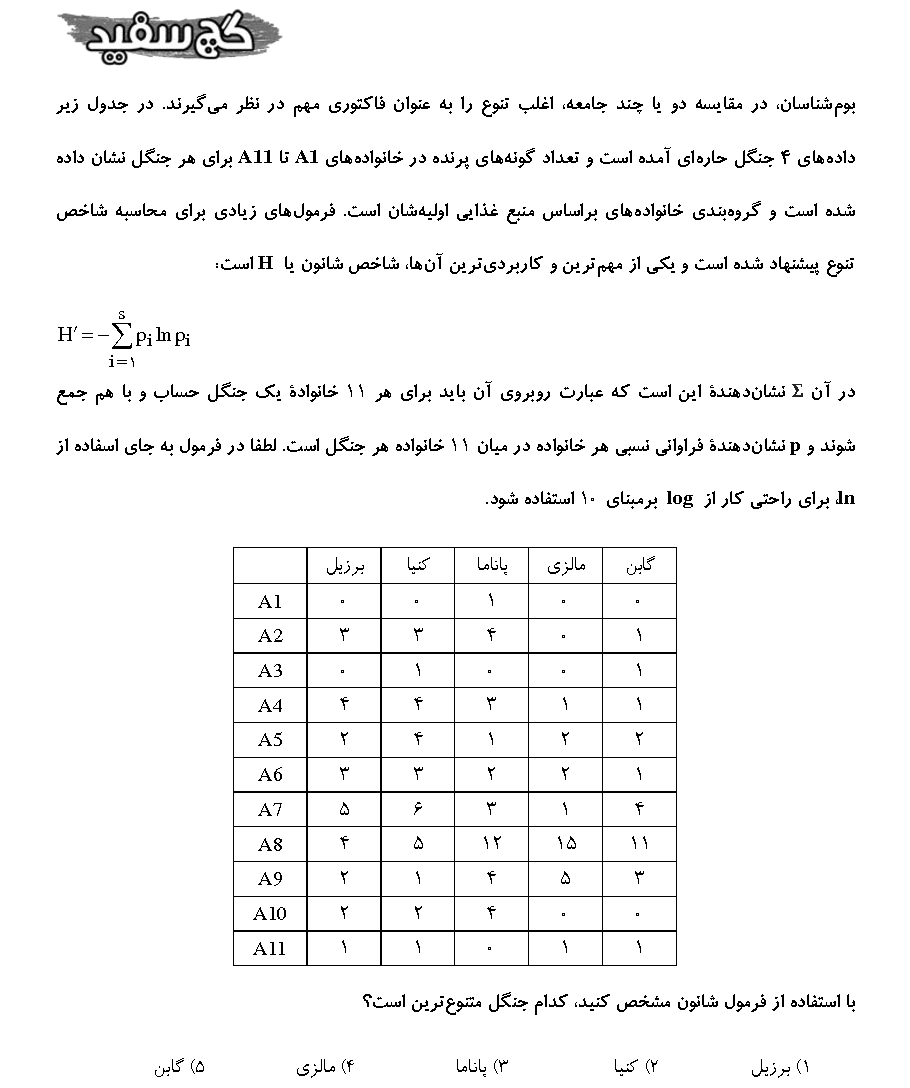 گچ سفید
بوم‌شناسان، در مقایسه دو یا چند جامعه، اغلب تنوع را به عنوان فاکتوری مهم در نظر می‌گیرند. در جدول زیر
داده‌های ۴ جنگل حاره‌ای آمده است و تعداد گونه‌های پرنده در خانواده‌های A1 تا A11 برای هر جنگل نشان داده
شده است و گروه‌بندی خانواده‌های براساس منبع غذایی اولیه‌شان است. فرمول‌های زیادی برای محاسبه شاخص
تنوع پیشنهاد شده است و یکی از مهم‌ترین و کاربردی‌ترین آن‌ها، شاخص شانون یا H است:
H′ = −∑_{i=۱}^{s} p_i ln p_i
در آن Σ نشان‌دهندهٔ این است که عبارت روبروی آن باید برای هر ۱۱ خانوادهٔ یک جنگل حساب و با هم جمع
شوند و p نشان‌دهندهٔ فراوانی نسبی هر خانواده در میان ۱۱ خانواده هر جنگل است. لطفا در فرمول به جای اسفاده از
ln، برای راحتی کار از log برمبنای ۱۰ استفاده شود.
برزیل کنیا پاناما مالزی گابن
A1 ۰ ۰ ۱ ۰ ۰
A2 ۳ ۳ ۴ ۰ ۱
A3 ۰ ۱ ۰ ۰ ۱
A4 ۴ ۴ ۳ ۱ ۱
A5 ۲ ۴ ۱ ۲ ۲
A6 ۳ ۳ ۲ ۲ ۱
A7 ۵ ۶ ۳ ۱ ۴
A8 ۴ ۵ ۱۲ ۱۵ ۱۱
A9 ۲ ۱ ۴ ۵ ۳
A10 ۲ ۲ ۴ ۰ ۰
A11 ۱ ۱ ۰ ۱ ۱
با استفاده از فرمول شانون مشخص کنید، کدام جنگل متنوع‌ترین است؟
۱) برزیل ۲) کنیا ۳) پاناما ۴) مالزی ۵) گابن